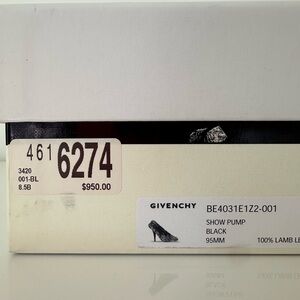 461 6274
3420
001-BL
8.5B
$950.00
GIVENCHY
BE4031E1Z2-001
SHOW PUMP
BLACK
95MM
100% LAMB LE